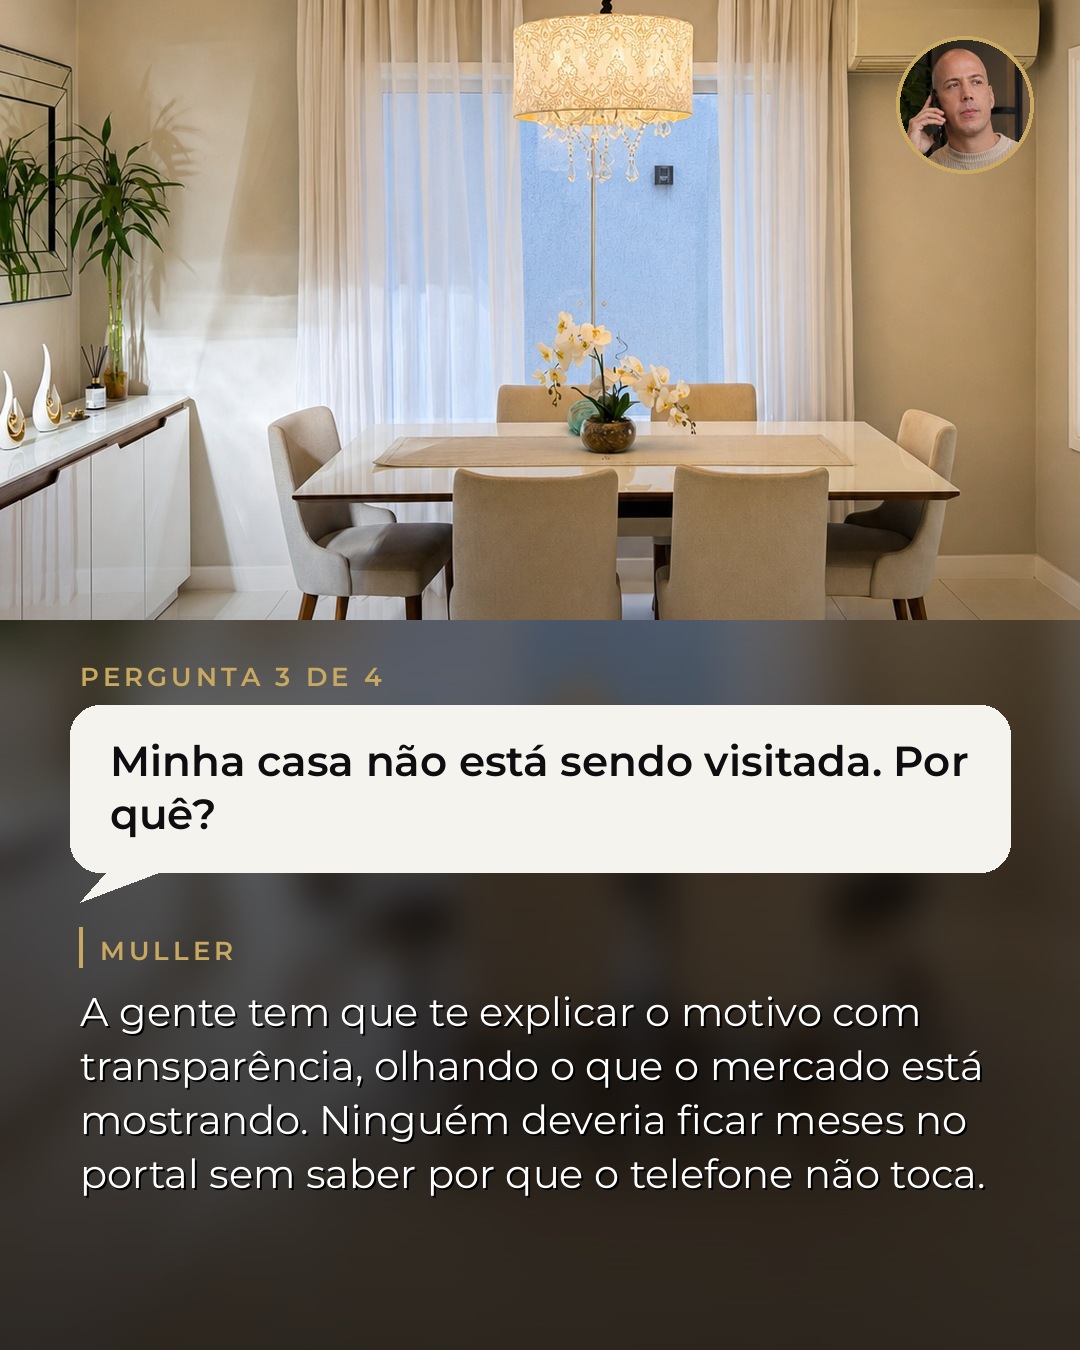 PERGUNTA 3 DE 4
Minha casa não está sendo visitada. Por
quê?
MULLER
A gente tem que te explicar o motivo com
transparência, olhando o que o mercado está
mostrando. Ninguém deveria ficar meses no
portal sem saber por que o telefone não toca.